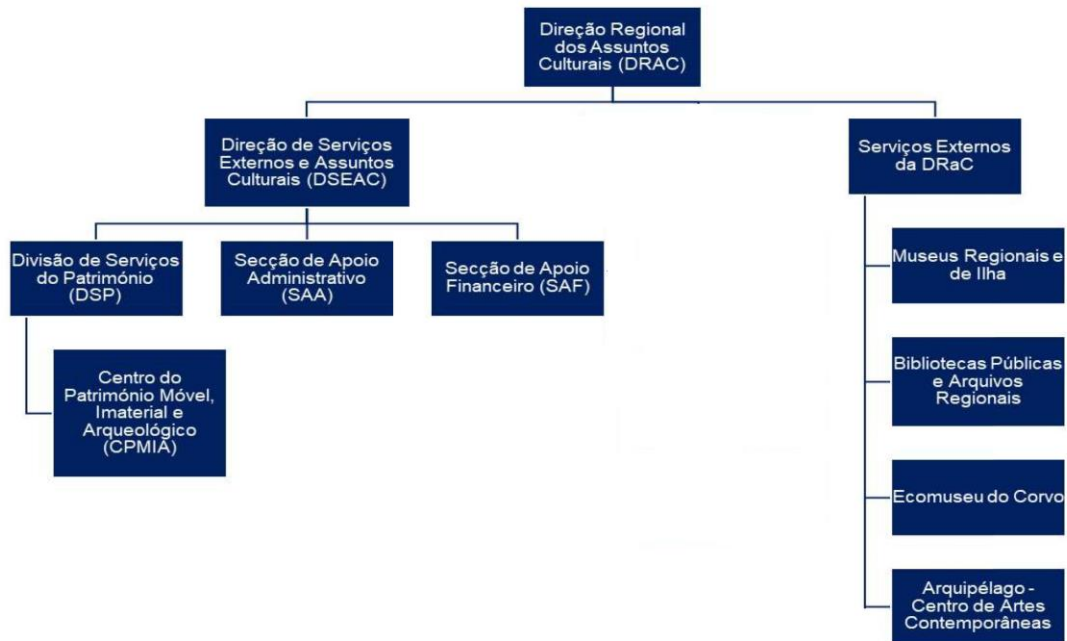 Direção Regional
dos Assuntos
Culturais (DRAC)
Direção de Serviços
Externos e Assuntos
Culturais (DSEAC)
Serviços Externos
da DRaC
Divisão de Serviços
do Património
(DSP)
Secção de Apoio
Administrativo
(SAA)
Secção de Apoio
Financeiro (SAF)
Centro do
Património Móvel,
Imaterial e
Arqueológico
(CPMIA)
Museus Regionais e
de Ilha
Bibliotecas Públicas
e Arquivos
Regionais
Ecomuseu do Corvo
Arquipélago -
Centro de Artes
Contemporâneas